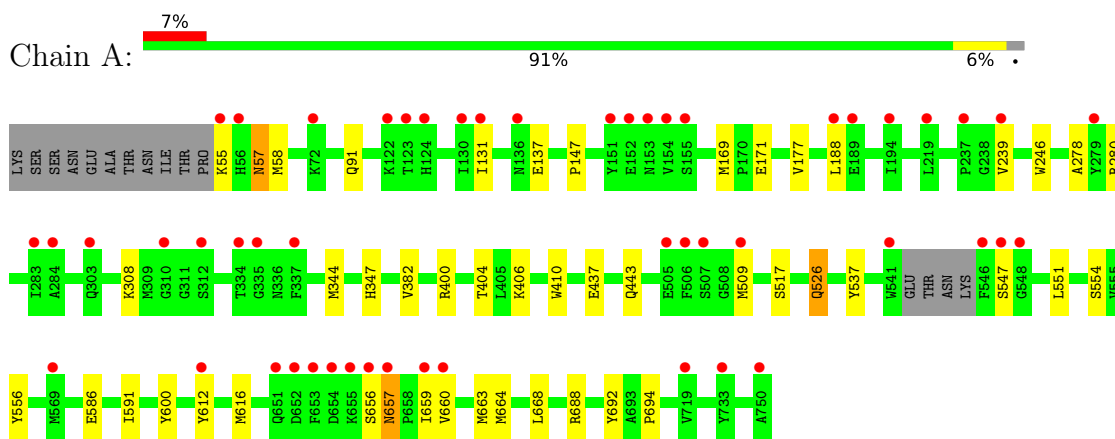 7%
Chain A:
91% 6% •
LYS SER SER ASN GLU ALA THR ASN ILE THR PRO K55 H56 N57 M58 K72 Q91 K122 T123 H124 I130 I131 N136 E137 P147 Y151 E152 N153 V154 S155 M169 P170 E171 V177 L188 E189 I194 L219 P237 G238 V239 W246 A278 Y279 R280
I283 A284 Q303 K308 M309 G310 G311 S312 T334 G335 N336 F337 M344 H347 V382 R400 T404 L405 K406 W410 E437 Q443 E505 F506 S507 G508 M509 S517 Q526 Y537 W541 GLU THR ASN LYS F546 S547 G548 L551 S554 V555
Y556 M569 E586 I591 Y600 Y612 M616 Q651 D652 F653 D654 K655 S656 N657 P658 I659 V660 M663 M664 L668 R688 Y692 A693 P694 V719 Y733 A750